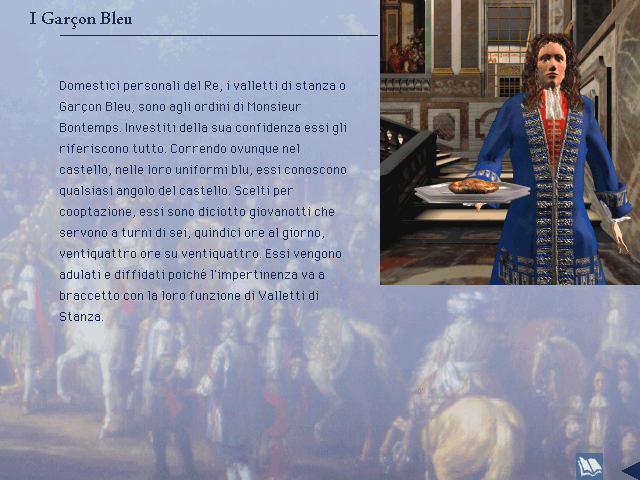 I Garçon Bleu
Domestici personali del Re, i valletti di stanza o
Garçon Bleu, sono agli ordini di Monsieur
Bontemps. Investiti della sua confidenza essi gli
riferiscono tutto. Correndo ovunque nel
castello, nelle loro uniformi blu, essi conoscono
qualsiasi angolo del castello. Scelti per
cooptazione, essi sono diciotto giovanotti che
servono a turni di sei, quindici ore al giorno,
ventiquattro ore su ventiquattro. Essi vengono
adulati e diffidati poiché l'impertinenza va a
braccetto con la loro funzione di Valletti di
Stanza.